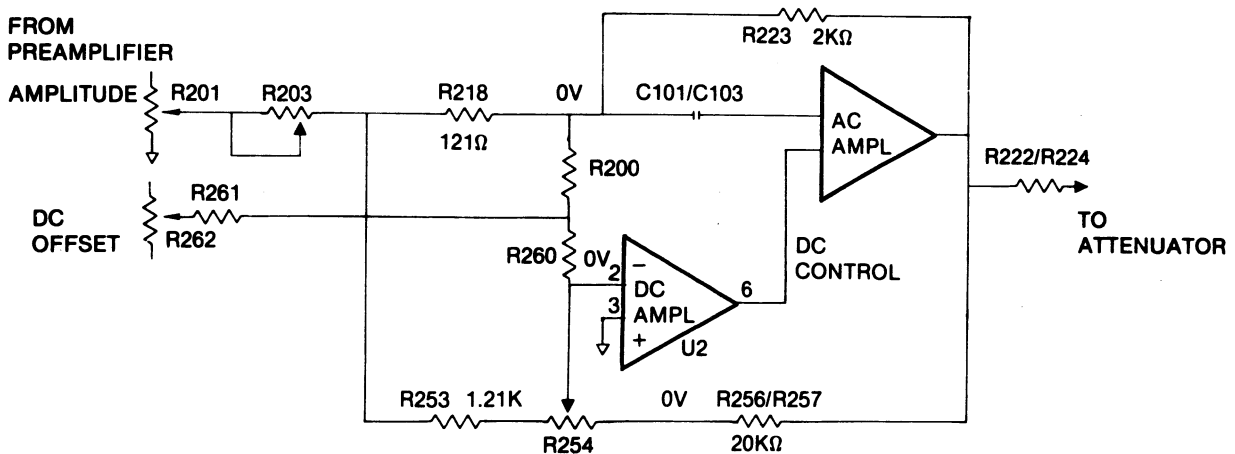 FROM
PREAMPLIFIER
AMPLITUDE
R201
R203
R218
121Ω
0V
C101/C103
R223 2KΩ
AC
AMPL
R222/R224
TO
ATTENUATOR
R200
R261
DC
OFFSET
R262
R260
0V
2
−
DC
AMPL
3
+
U2
6
DC
CONTROL
R253 1.21K
R254
0V
R256/R257
20KΩ